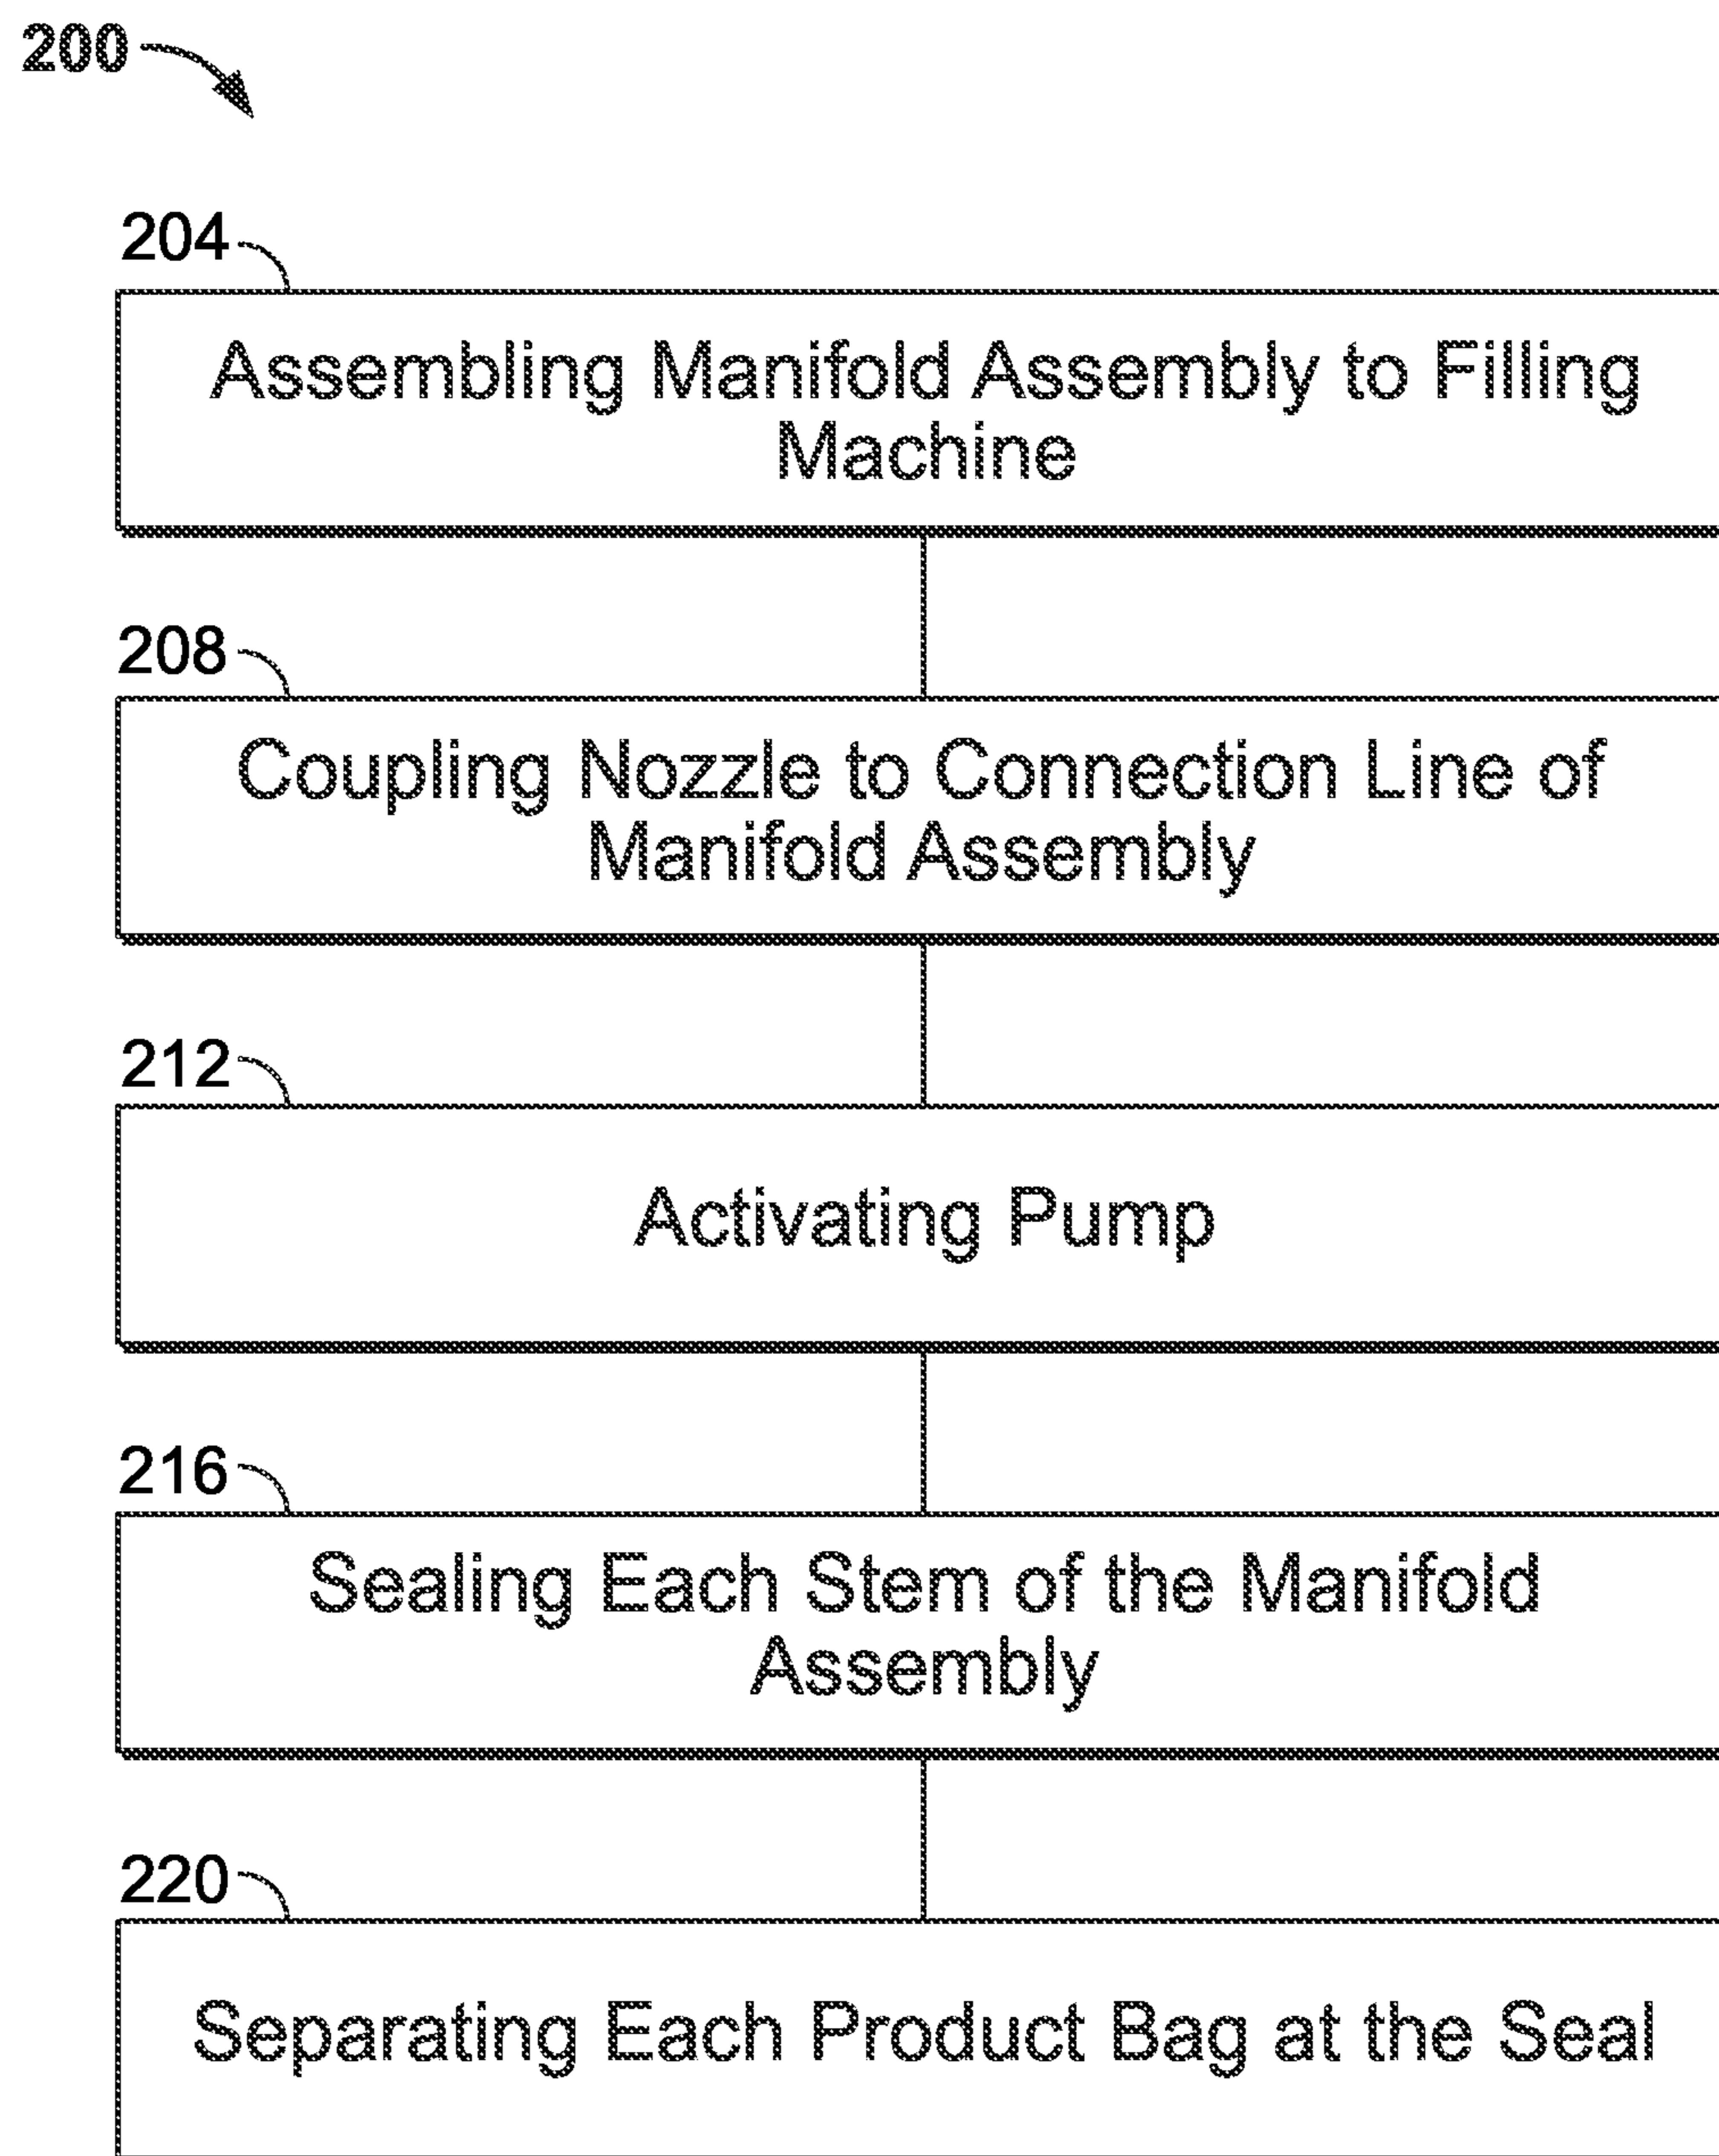 200
204
Assembling Manifold Assembly to Filling
Machine
208
Coupling Nozzle to Connection Line of
Manifold Assembly
212
Activating Pump
216
Sealing Each Stem of the Manifold
Assembly
220
Separating Each Product Bag at the Seal